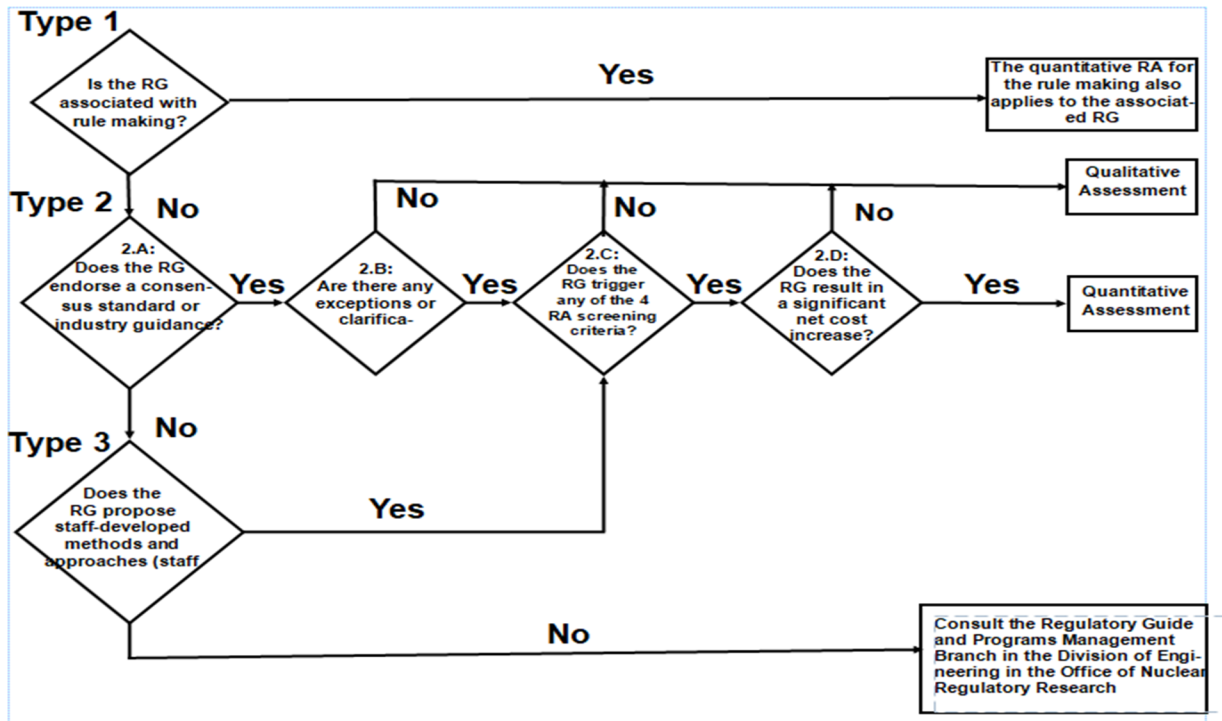 Type 1
Is the RG
associated with
rule making?
Yes
The quantitative RA for
the rule making also
applies to the associat-
ed RG
No
Type 2
2.A:
Does the RG
endorse a consen-
sus standard or
industry guidance?
Yes
2.B:
Are there any
exceptions or
clarifica-
No
Yes
2.C:
Does the
RG trigger
any of the 4
RA screening
criteria?
No
Yes
2.D:
Does the
RG result in
a significant
net cost
increase?
No
Qualitative
Assessment
Yes
Quantitative
Assessment
No
Type 3
Does the
RG propose
staff-developed
methods and
approaches (staff
Yes
No
Consult the Regulatory Guide
and Programs Management
Branch in the Division of Engi-
neering in the Office of Nuclear
Regulatory Research